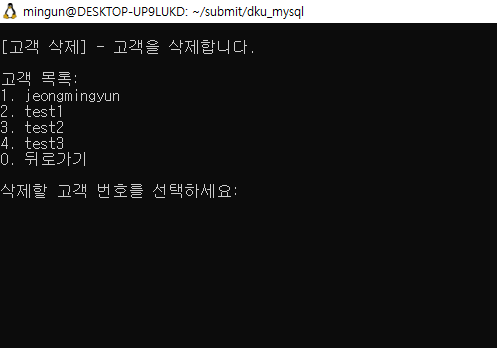 mingun@DESKTOP-UP9LUKD: ~/submit/dku_mysql
[고객 삭제] - 고객을 삭제합니다.
고객 목록:
1. jeongmingyun
2. test1
3. test2
4. test3
0. 뒤로가기
삭제할 고객 번호를 선택하세요: